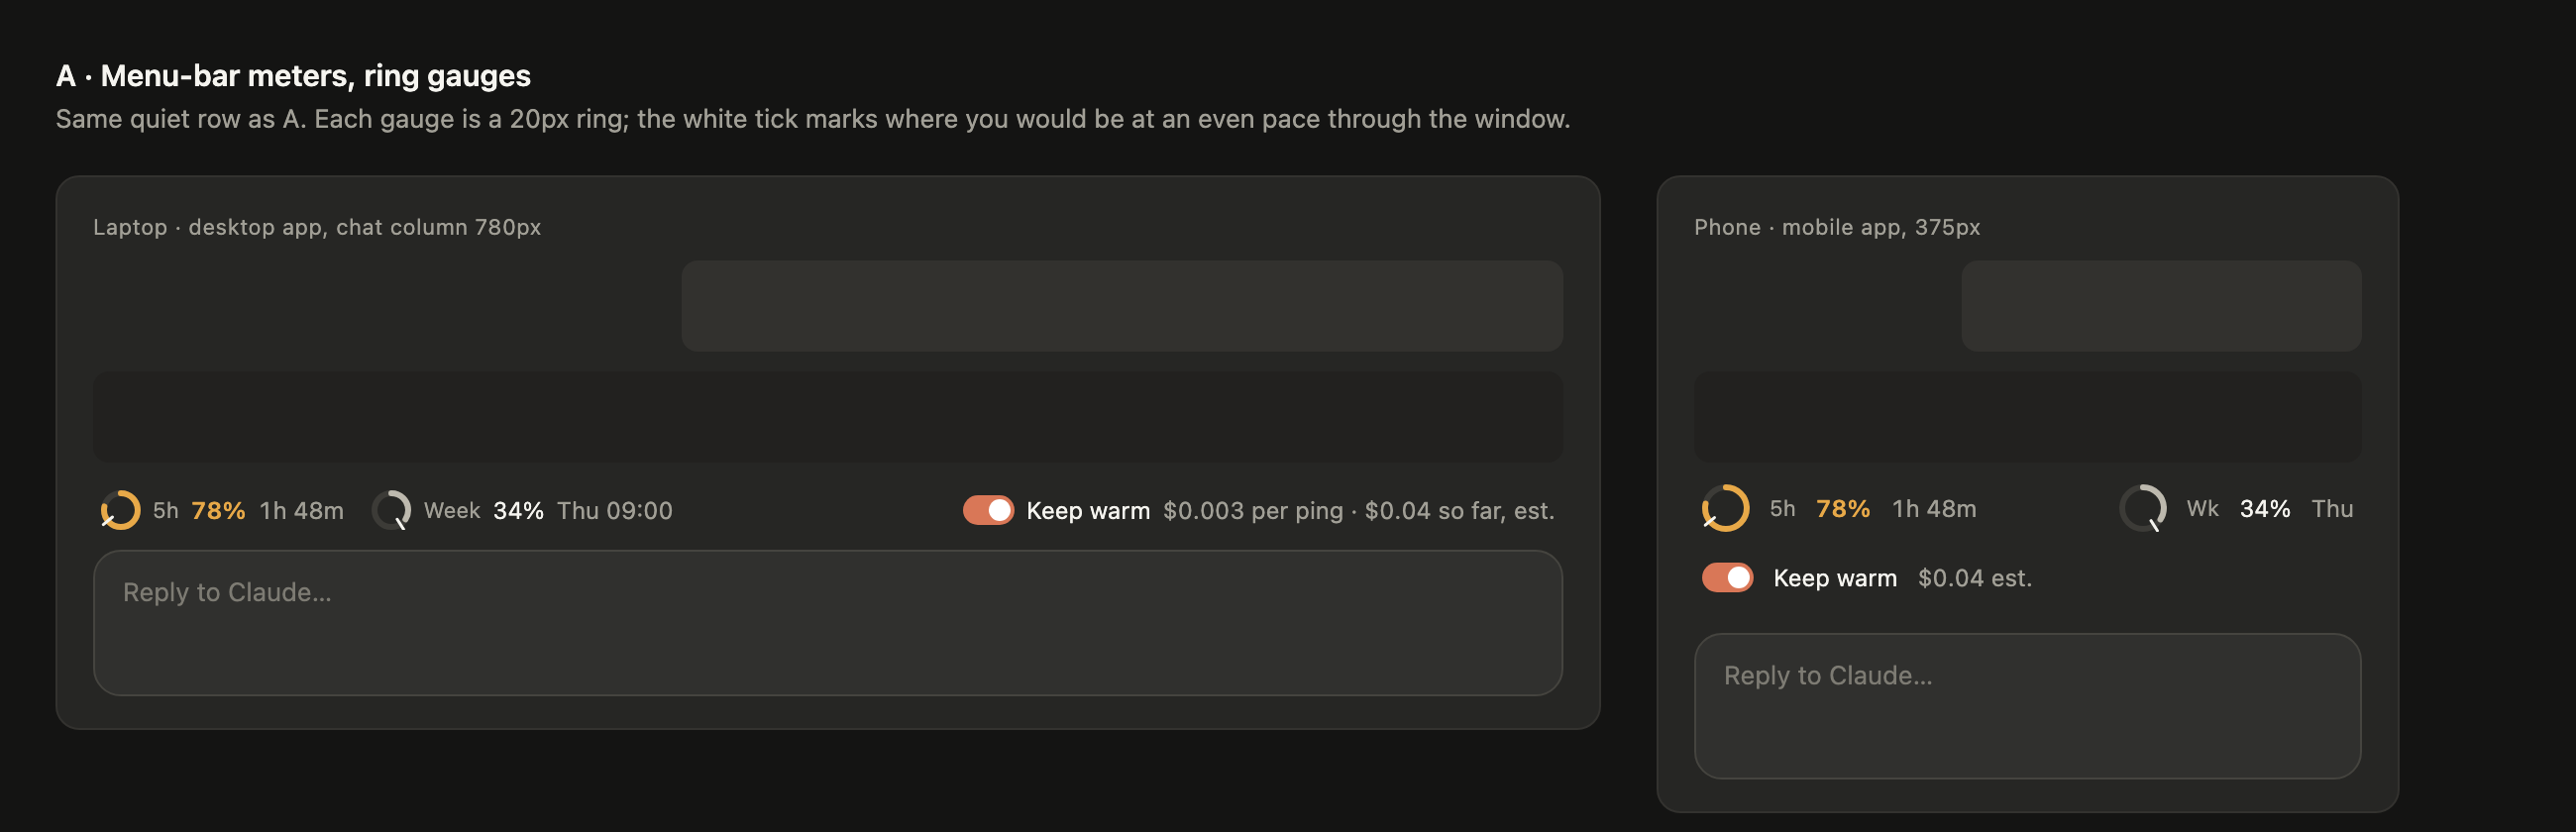 A · Menu-bar meters, ring gauges
Same quiet row as A. Each gauge is a 20px ring; the white tick marks where you would be at an even pace through the window.
Laptop · desktop app, chat column 780px
5h 78% 1h 48m Week 34% Thu 09:00 Keep warm $0.003 per ping · $0.04 so far, est.
Reply to Claude...
Phone · mobile app, 375px
5h 78% 1h 48m Wk 34% Thu
Keep warm $0.04 est.
Reply to Claude...